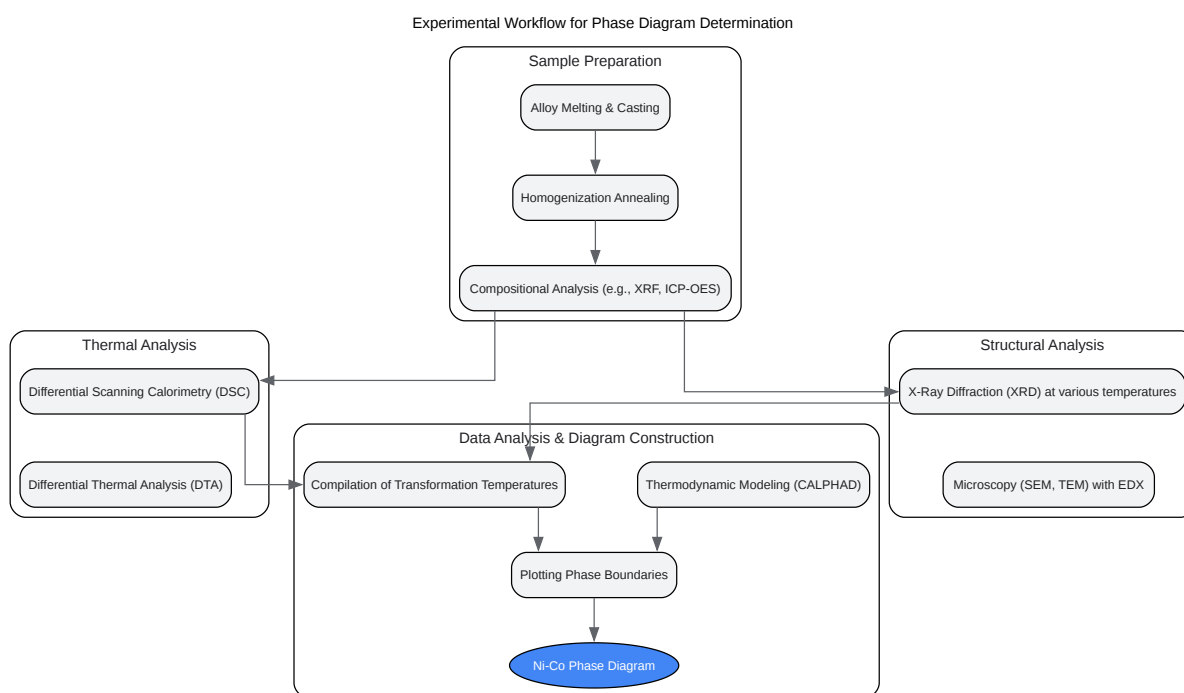 Experimental Workflow for Phase Diagram Determination
Sample Preparation
Alloy Melting & Casting
Homogenization Annealing
Compositional Analysis (e.g., XRF, ICP-OES)
Thermal Analysis
Differential Scanning Calorimetry (DSC)
Differential Thermal Analysis (DTA)
Structural Analysis
X-Ray Diffraction (XRD) at various temperatures
Microscopy (SEM, TEM) with EDX
Data Analysis & Diagram Construction
Compilation of Transformation Temperatures
Thermodynamic Modeling (CALPHAD)
Plotting Phase Boundaries
Ni-Co Phase Diagram